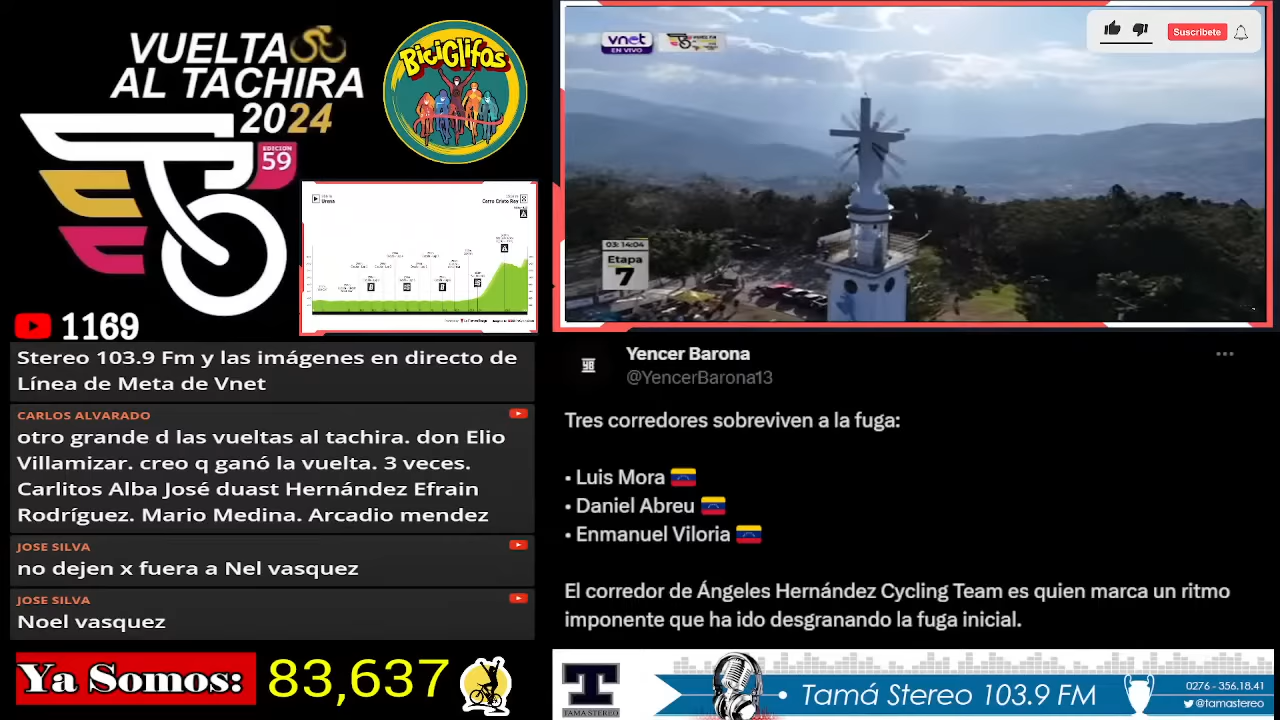 VUELTA
AL TACHIRA
2024
EDICION
59
BiciGlifos
1169
Stereo 103.9 Fm y las imágenes en directo de
Línea de Meta de Vnet
CARLOS ALVARADO
otro grande d las vueltas al tachira. don Elio
Villamizar. creo q ganó la vuelta. 3 veces.
Carlitos Alba José duast Hernández Efrain
Rodríguez. Mario Medina. Arcadio mendez
JOSE SILVA
no dejen x fuera a Nel vasquez
JOSE SILVA
Noel vasquez
Ya Somos: 83,637
vnet
EN VIVO
Suscríbete
03:14:04
Etapa
7
Ureña
Cerro Cristo Rey
Yencer Barona
@YencerBarona13
Tres corredores sobreviven a la fuga:
• Luis Mora 🇻🇪
• Daniel Abreu 🇻🇪
• Enmanuel Viloria 🇻🇪
El corredor de Ángeles Hernández Cycling Team es quien marca un ritmo
imponente que ha ido desgranando la fuga inicial.
T
TAMA STEREO
• Tamá Stereo 103.9 FM
0276 - 356.18.41
@tamastereo